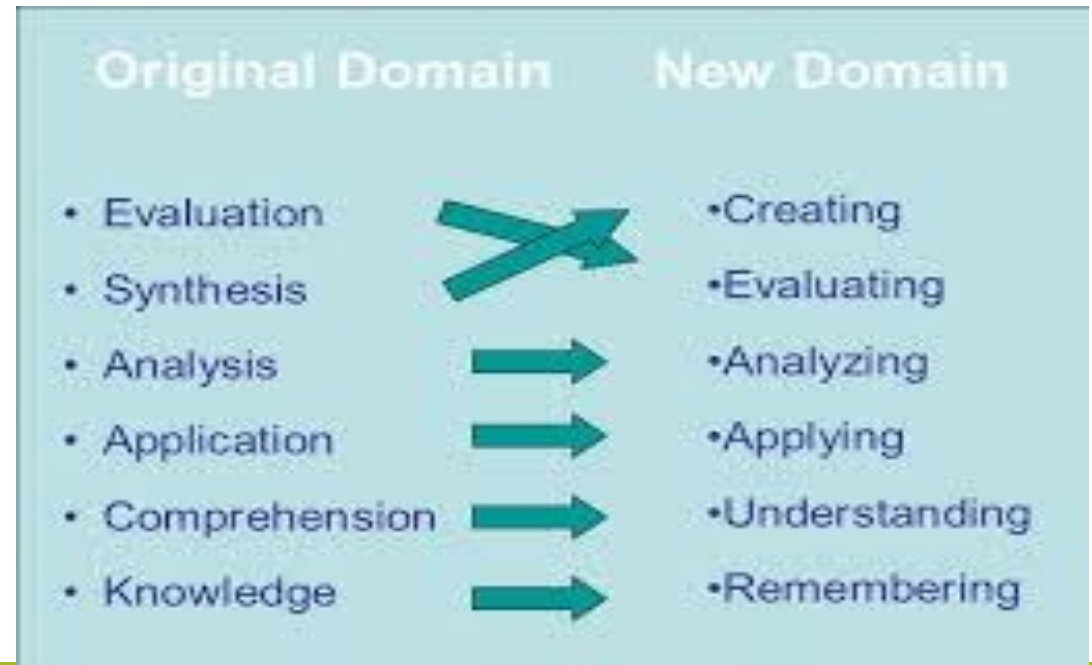 Original Domain New Domain
• Evaluation •Creating
• Synthesis •Evaluating
• Analysis •Analyzing
• Application •Applying
• Comprehension •Understanding
• Knowledge •Remembering